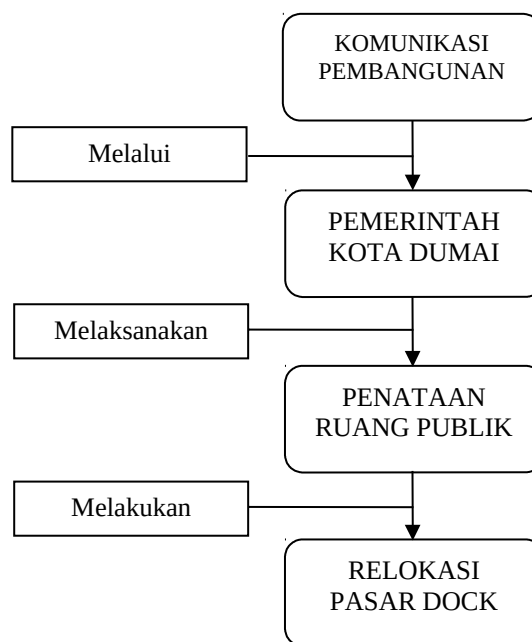 KOMUNIKASI
PEMBANGUNAN
Melalui
PEMERINTAH
KOTA DUMAI
Melaksanakan
PENATAAN
RUANG PUBLIK
Melakukan
RELOKASI
PASAR DOCK